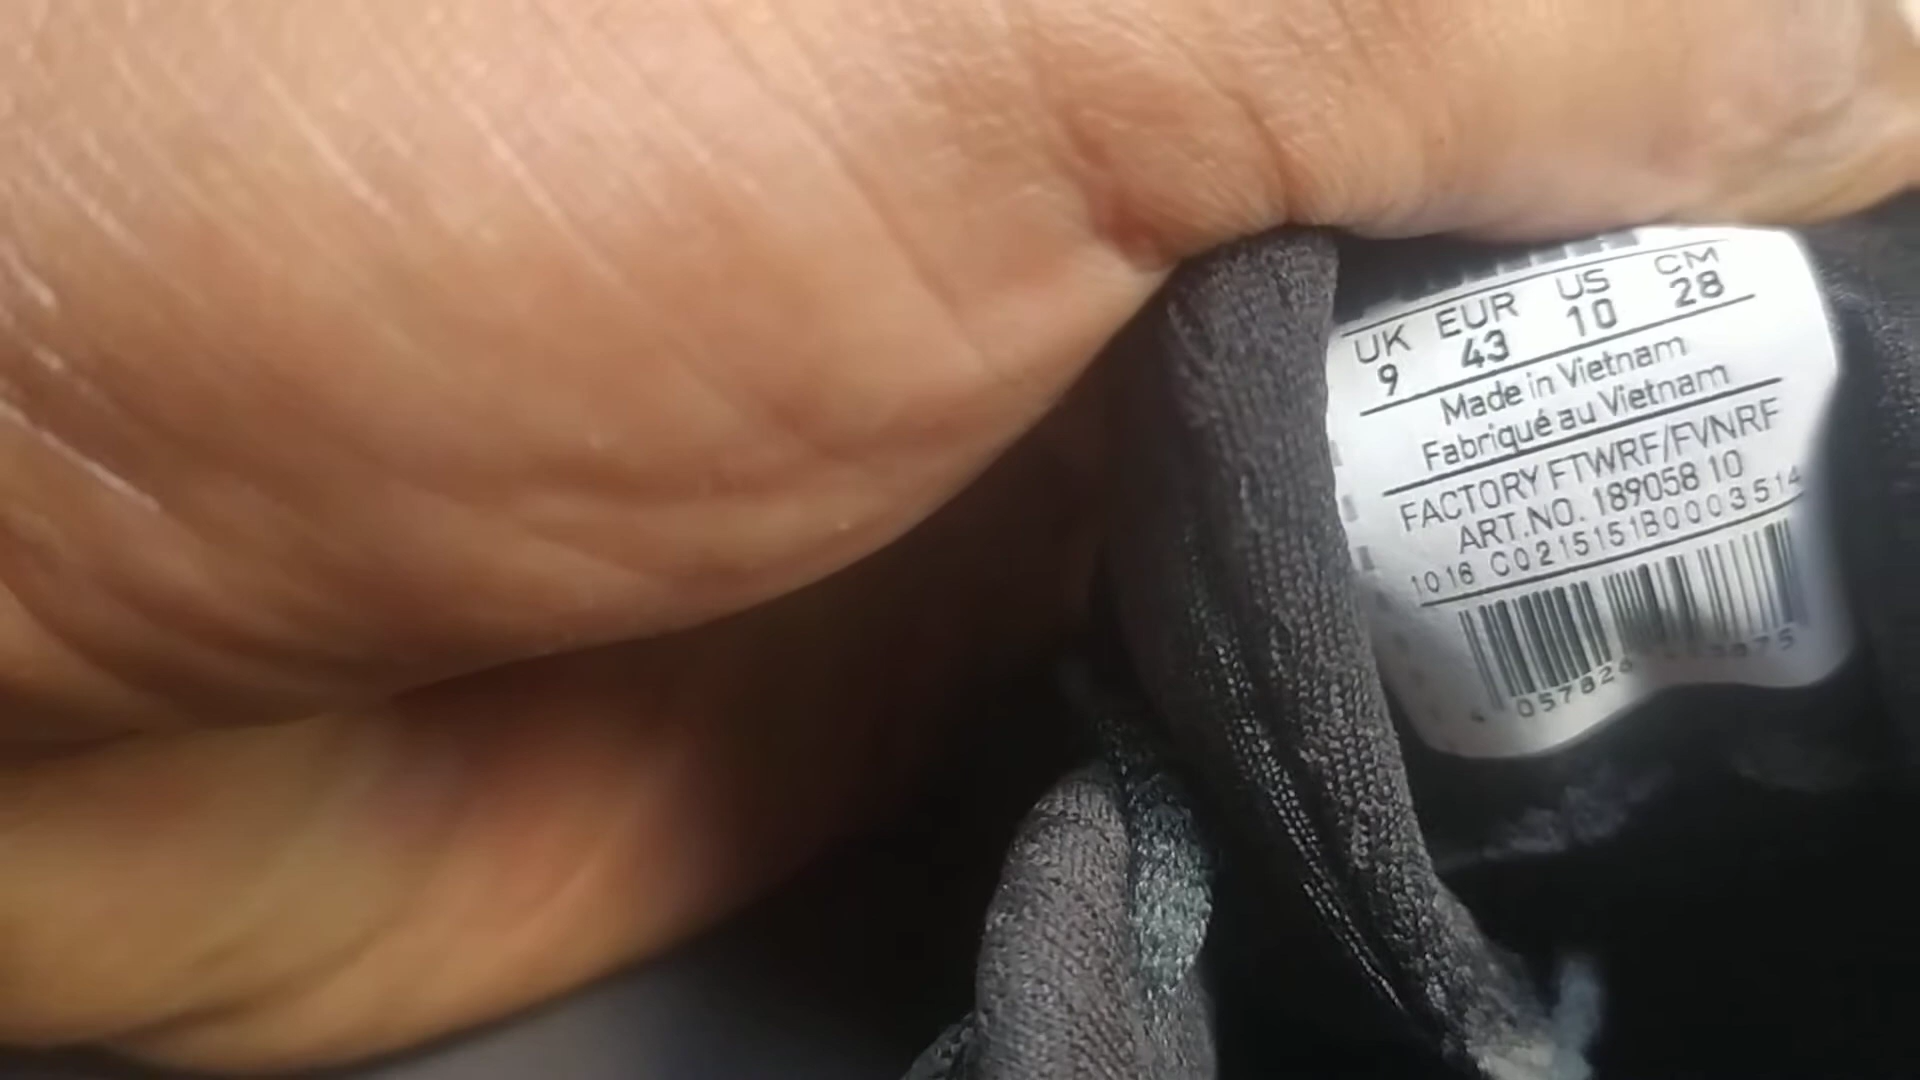 UK EUR US CM
9 43 10 28
Made in Vietnam
Fabriqué au Vietnam
FACTORY FTWRF/FVNRF
ART.NO. 189058 10
1016 C0215151B0003514